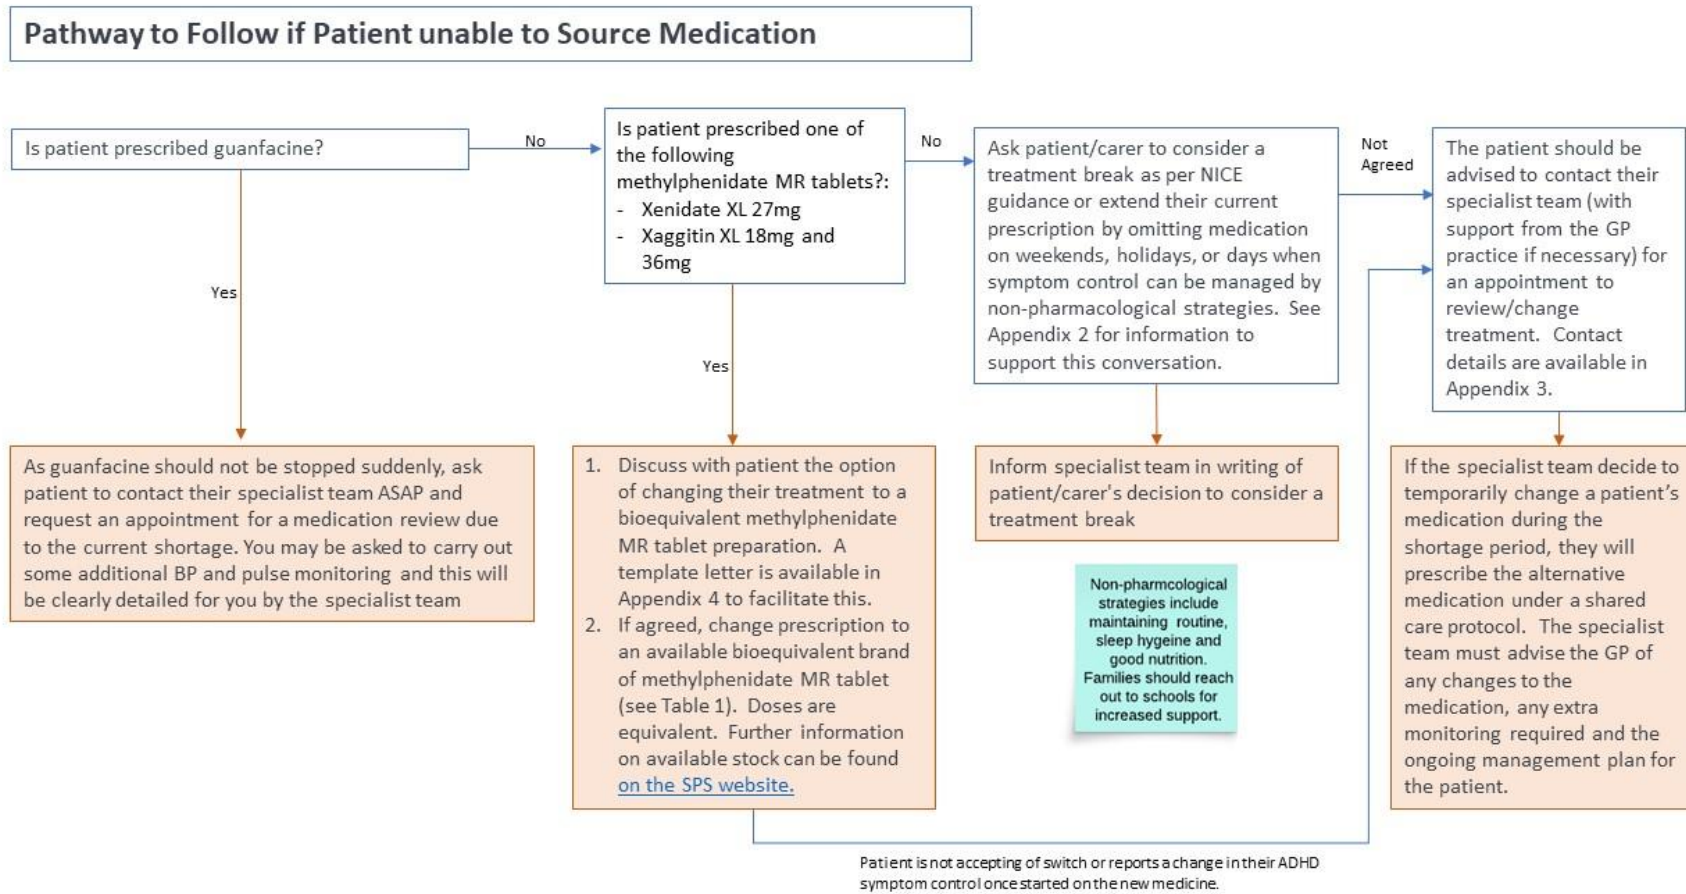 Pathway to Follow if Patient unable to Source Medication
Is patient prescribed guanfacine?
No
Yes
Is patient prescribed one of
the following
methylphenidate MR tablets?:
- Xenidate XL 27mg
- Xaggitin XL 18mg and
36mg
No
Yes
Ask patient/carer to consider a
treatment break as per NICE
guidance or extend their current
prescription by omitting medication
on weekends, holidays, or days when
symptom control can be managed by
non-pharmacological strategies. See
Appendix 2 for information to
support this conversation.
Not
Agreed
The patient should be
advised to contact their
specialist team (with
support from the GP
practice if necessary) for
an appointment to
review/change
treatment. Contact
details are available in
Appendix 3.
As guanfacine should not be stopped suddenly, ask
patient to contact their specialist team ASAP and
request an appointment for a medication review due
to the current shortage. You may be asked to carry out
some additional BP and pulse monitoring and this will
be clearly detailed for you by the specialist team
1. Discuss with patient the option
of changing their treatment to a
bioequivalent methylphenidate
MR tablet preparation. A
template letter is available in
Appendix 4 to facilitate this.
2. If agreed, change prescription to
an available bioequivalent brand
of methylphenidate MR tablet
(see Table 1). Doses are
equivalent. Further information
on available stock can be found
on the SPS website.
Inform specialist team in writing of
patient/carer's decision to consider a
treatment break
Non-pharmcological
strategies include
maintaining routine,
sleep hygeine and
good nutrition.
Families should reach
out to schools for
increased support.
If the specialist team decide to
temporarily change a patient's
medication during the
shortage period, they will
prescribe the alternative
medication under a shared
care protocol. The specialist
team must advise the GP of
any changes to the
medication, any extra
monitoring required and the
ongoing management plan for
the patient.
Patient is not accepting of switch or reports a change in their ADHD
symptom control once started on the new medicine.